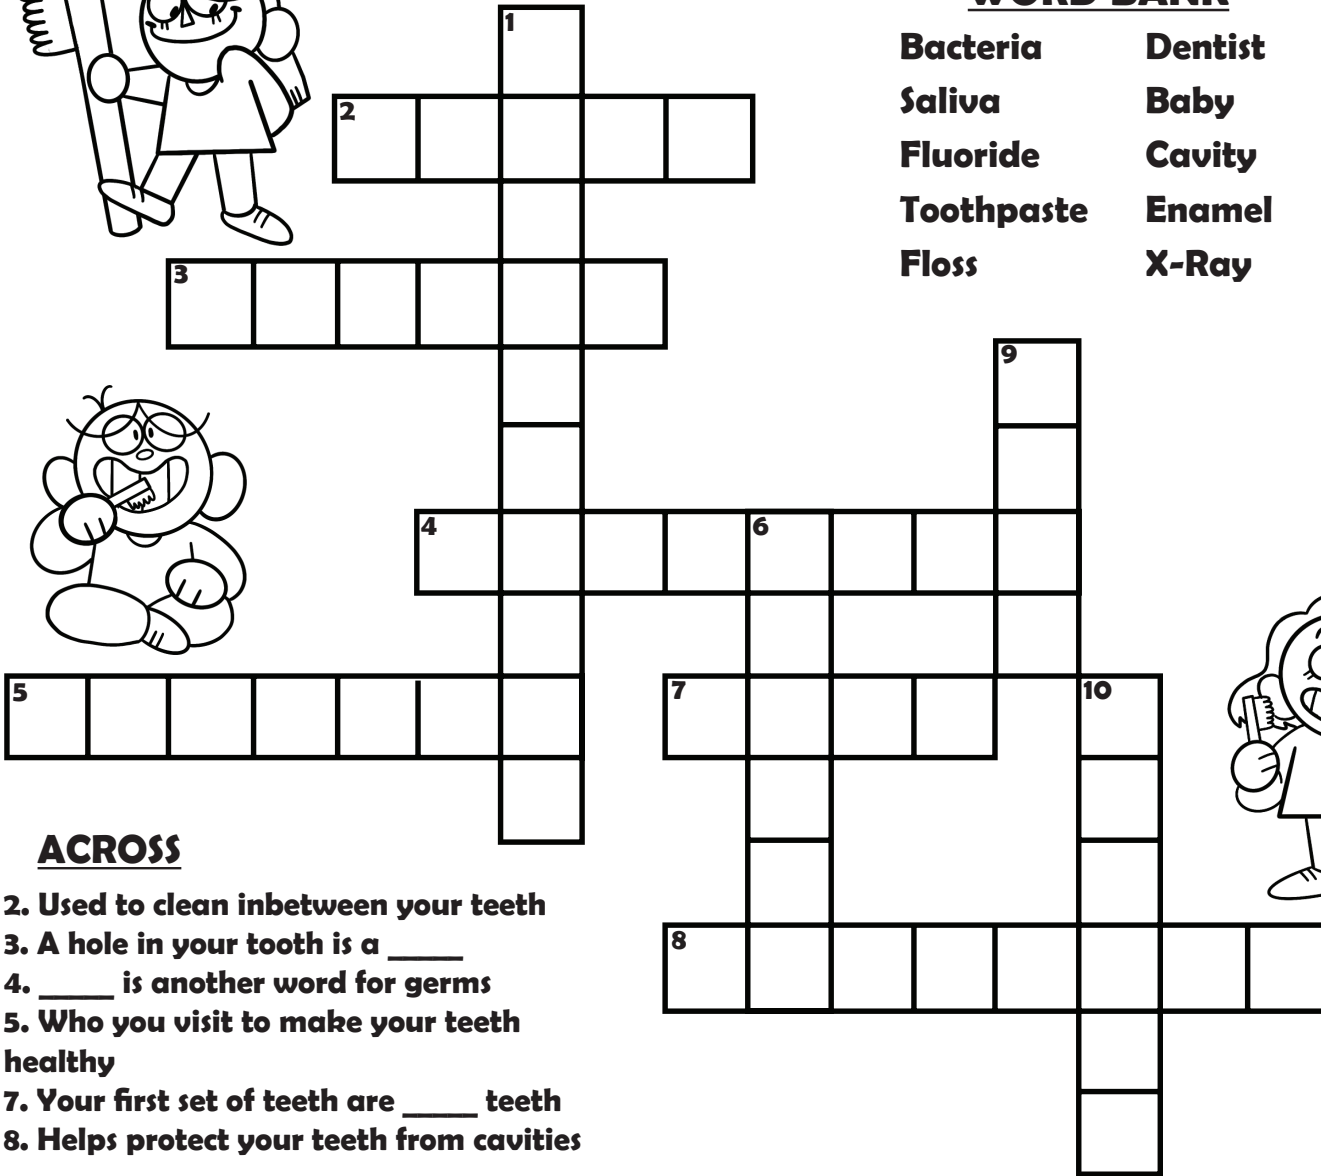 WORD BANK
Bacteria Dentist
Saliva Baby
Fluoride Cavity
Toothpaste Enamel
Floss X-Ray
1
2
3
9
4 6
5 7 10
8
ACROSS
2. Used to clean inbetween your teeth
3. A hole in your tooth is a _____
4. _____ is another word for germs
5. Who you visit to make your teeth
healthy
7. Your first set of teeth are _____ teeth
8. Helps protect your teeth from cavities